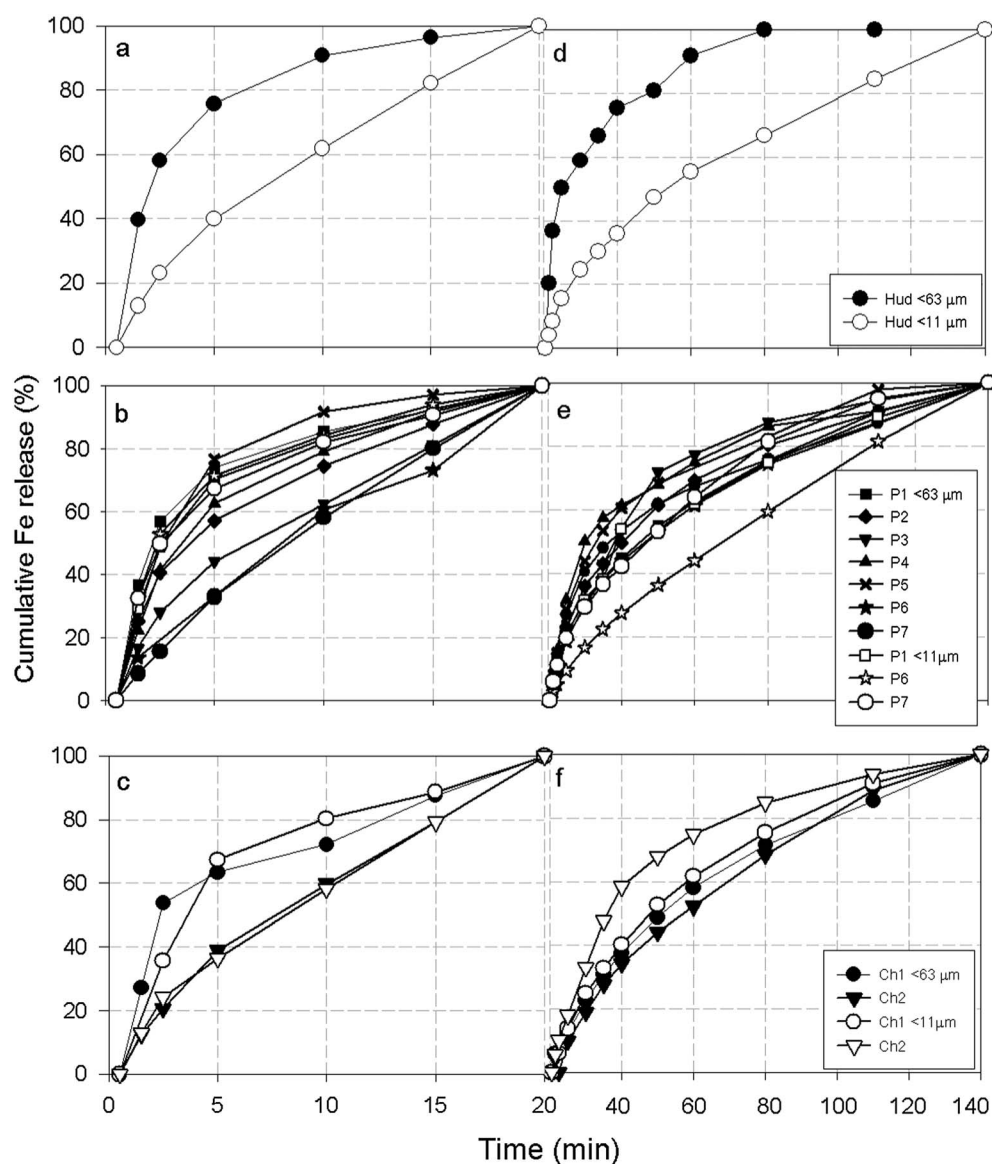 a
d
100
80
60
40
20
0
Hud <63 μm
Hud <11 μm
Cumulative Fe release (%)
b
e
100
80
60
40
20
0
P1 <63 μm
P2
P3
P4
P5
P6
P7
P1 <11μm
P6
P7
c
f
100
80
60
40
20
0
Ch1 <63 μm
Ch2
Ch1 <11μm
Ch2
0 5 10 15 20 40 60 80 100 120 140
Time (min)